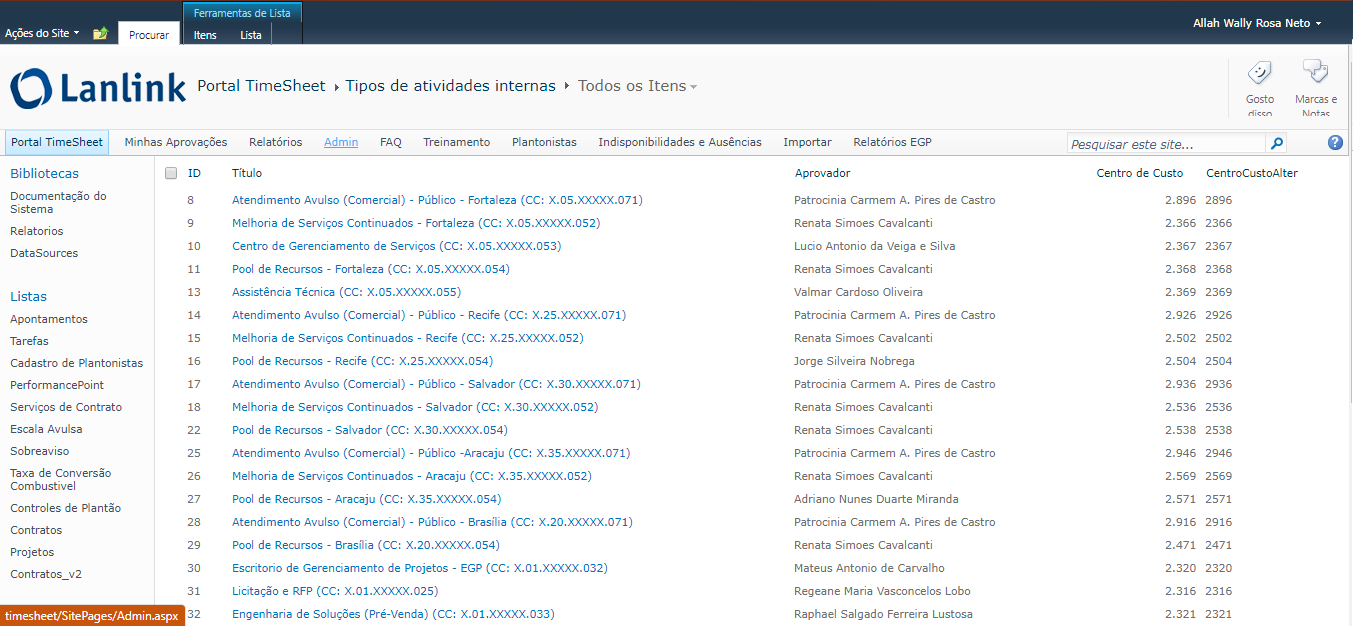 Ferramentas de Lista
Ações do Site
Procurar
Itens
Lista
Allah Wally Rosa Neto
Lanlink
Portal TimeSheet ▸ Tipos de atividades internas ▸ Todos os Itens
Gosto disso
Marcas e Notas
Portal TimeSheet Minhas Aprovações Relatórios Admin FAQ Treinamento Plantonistas Indisponibilidades e Ausências Importar Relatórios EGP
Pesquisar este site...
Bibliotecas
Documentação do
Sistema
Relatorios
DataSources
Listas
Apontamentos
Tarefas
Cadastro de Plantonistas
PerformancePoint
Serviços de Contrato
Escala Avulsa
Sobreaviso
Taxa de Conversão
Combustivel
Controles de Plantão
Contratos
Projetos
Contratos_v2
timesheet/SitePages/Admin.aspx
ID Título Aprovador Centro de Custo CentroCustoAlter
8 Atendimento Avulso (Comercial) - Público - Fortaleza (CC: X.05.XXXXX.071) Patrocinia Carmem A. Pires de Castro 2.896 2896
9 Melhoria de Serviços Continuados - Fortaleza (CC: X.05.XXXXX.052) Renata Simoes Cavalcanti 2.366 2366
10 Centro de Gerenciamento de Serviços (CC: X.05.XXXXX.053) Lucio Antonio da Veiga e Silva 2.367 2367
11 Pool de Recursos - Fortaleza (CC: X.05.XXXXX.054) Renata Simoes Cavalcanti 2.368 2368
13 Assistência Técnica (CC: X.05.XXXXX.055) Valmar Cardoso Oliveira 2.369 2369
14 Atendimento Avulso (Comercial) - Público - Recife (CC: X.25.XXXXX.071) Patrocinia Carmem A. Pires de Castro 2.926 2926
15 Melhoria de Serviços Continuados - Recife (CC: X.25.XXXXX.052) Renata Simoes Cavalcanti 2.502 2502
16 Pool de Recursos - Recife (CC: X.25.XXXXX.054) Jorge Silveira Nobrega 2.504 2504
17 Atendimento Avulso (Comercial) - Público - Salvador (CC: X.30.XXXXX.071) Patrocinia Carmem A. Pires de Castro 2.936 2936
18 Melhoria de Serviços Continuados - Salvador (CC: X.30.XXXXX.052) Renata Simoes Cavalcanti 2.536 2536
22 Pool de Recursos - Salvador (CC: X.30.XXXXX.054) Renata Simoes Cavalcanti 2.538 2538
25 Atendimento Avulso (Comercial) - Público -Aracaju (CC: X.35.XXXXX.071) Patrocinia Carmem A. Pires de Castro 2.946 2946
26 Melhoria de Serviços Continuados - Aracaju (CC: X.35.XXXXX.052) Renata Simoes Cavalcanti 2.569 2569
27 Pool de Recursos - Aracaju (CC: X.35.XXXXX.054) Adriano Nunes Duarte Miranda 2.571 2571
28 Atendimento Avulso (Comercial) - Público - Brasília (CC: X.20.XXXXX.071) Patrocinia Carmem A. Pires de Castro 2.916 2916
29 Pool de Recursos - Brasília (CC: X.20.XXXXX.054) Renata Simoes Cavalcanti 2.471 2471
30 Escritorio de Gerenciamento de Projetos - EGP (CC: X.01.XXXXX.032) Mateus Antonio de Carvalho 2.320 2320
31 Licitação e RFP (CC: X.01.XXXXX.025) Regeane Maria Vasconcelos Lobo 2.316 2316
32 Engenharia de Soluções (Pré-Venda) (CC: X.01.XXXXX.033) Raphael Salgado Ferreira Lustosa 2.321 2321